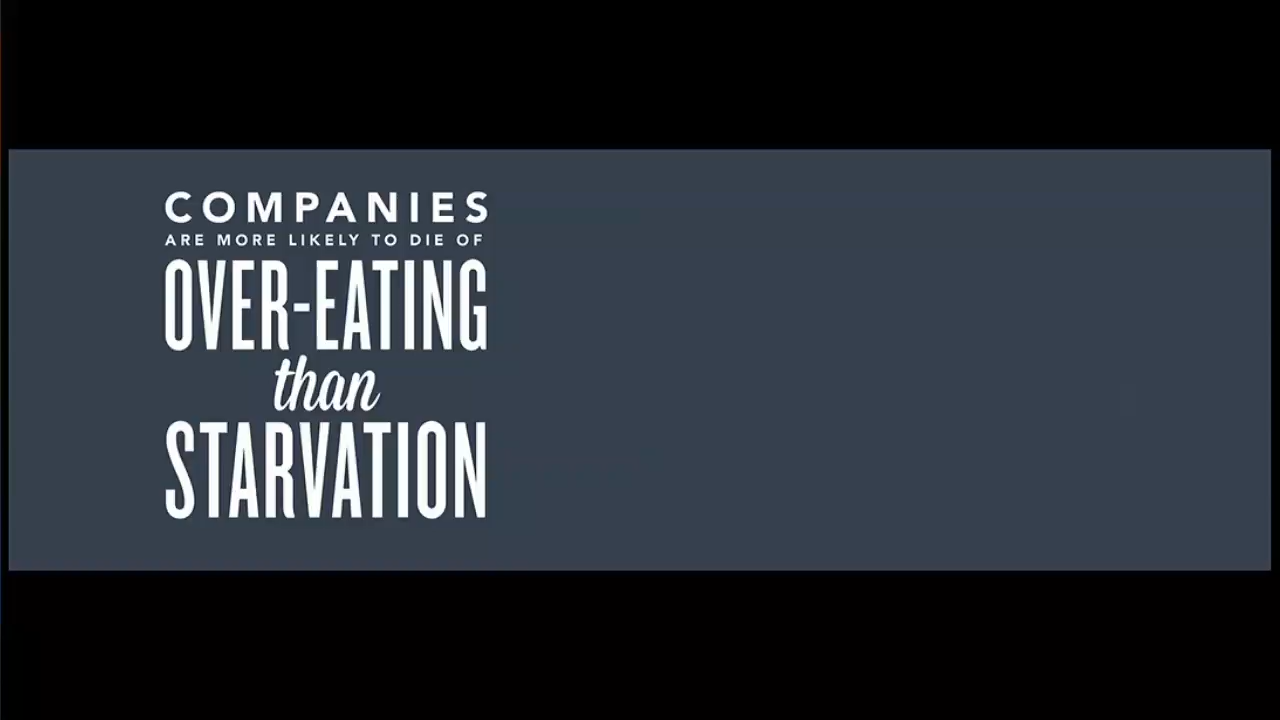 COMPANIES
ARE MORE LIKELY TO DIE OF
OVER-EATING
than
STARVATION